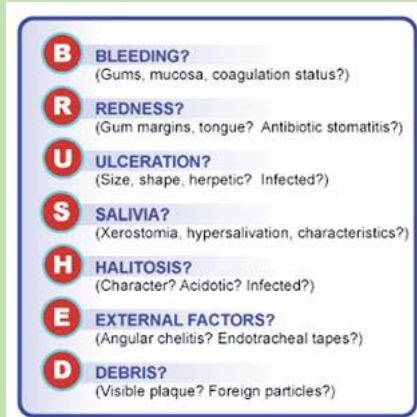 B BLEEDING?
(Gums, mucosa, coagulation status?)
R REDNESS?
(Gum margins, tongue? Antibiotic stomatitis?)
U ULCERATION?
(Size, shape, herpetic? Infected?)
S SALIVIA?
(Xerostomia, hypersalivation, characteristics?)
H HALITOSIS?
(Character? Acidotic? Infected?)
E EXTERNAL FACTORS?
(Angular chelitis? Endotracheal tapes?)
D DEBRIS?
(Visible plaque? Foreign particles?)